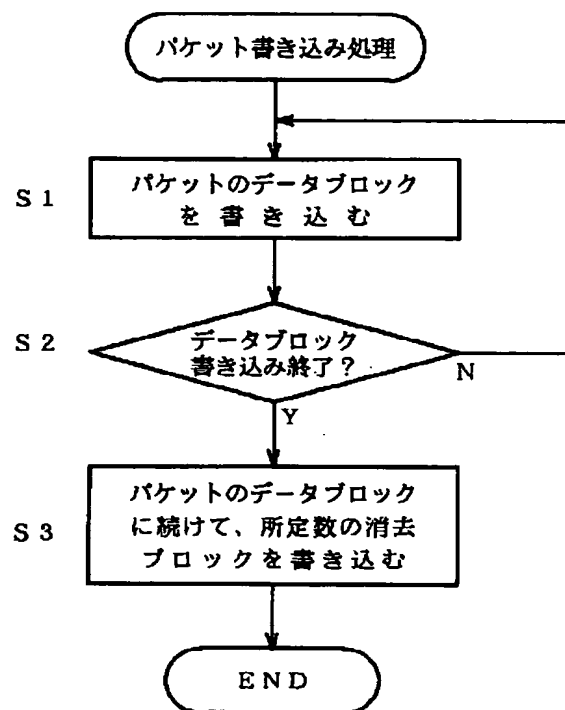 パケット書き込み処理
S1
パケットのデータブロック
を書き込む
S2
データブロック
書き込み終了？
N
Y
S3
パケットのデータブロック
に続けて、所定数の消去
ブロックを書き込む
END